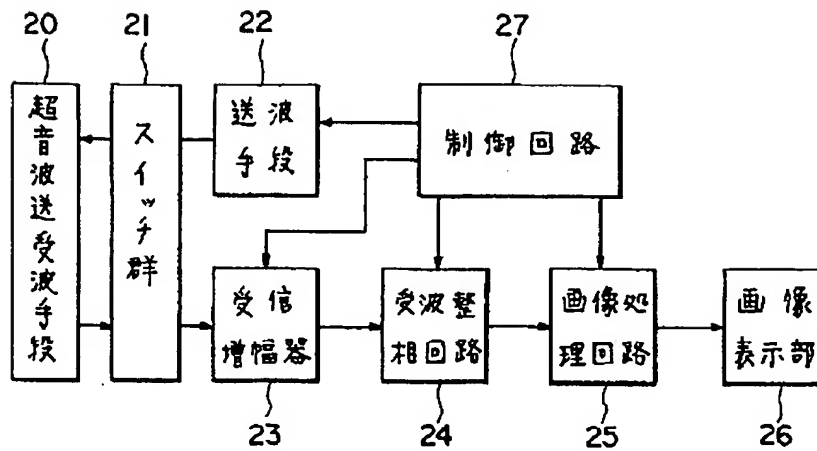 20
21
22
27
超音波送受波手段
スイッチ群
送波
手段
制御回路
受信
増幅器
受波整
相回路
画像処
理回路
画像
表示部
23
24
25
26